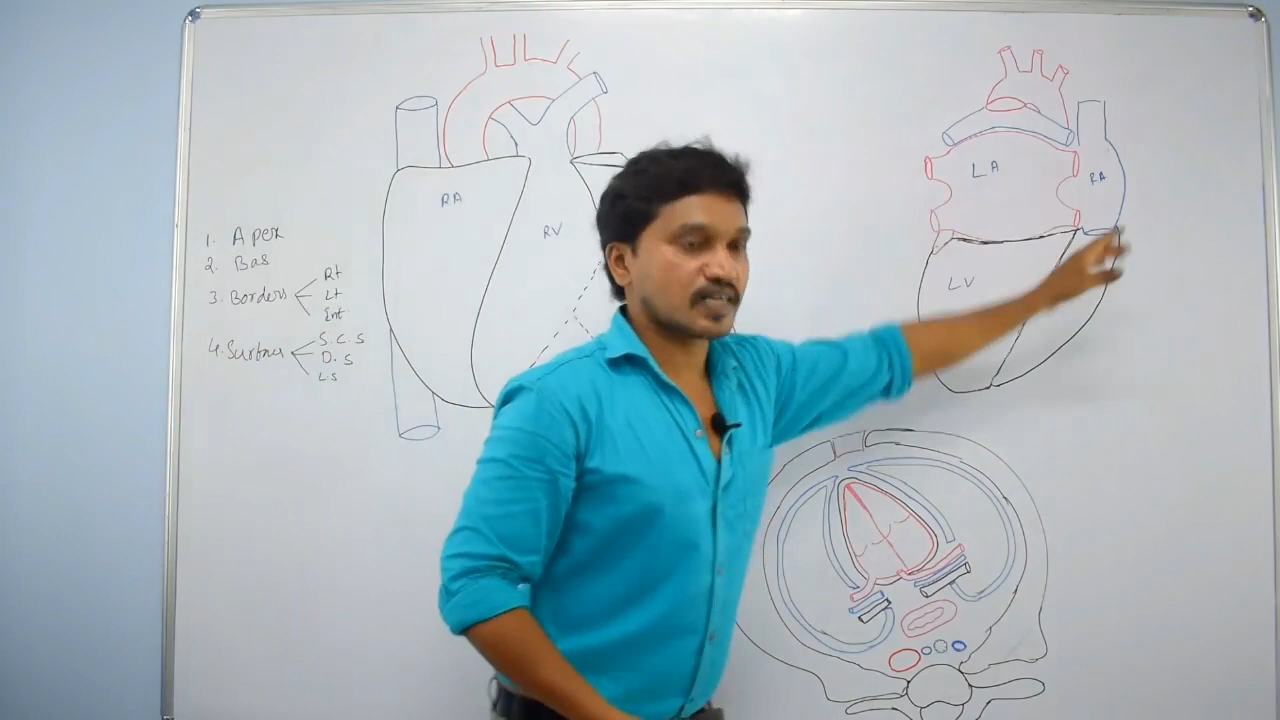 1. Apex
2. Bas
3. Borders
Rt
Lt
Inf
4. Surfaces
S.C.S
D.S
L.S
RA
RV
LA
RA
LV